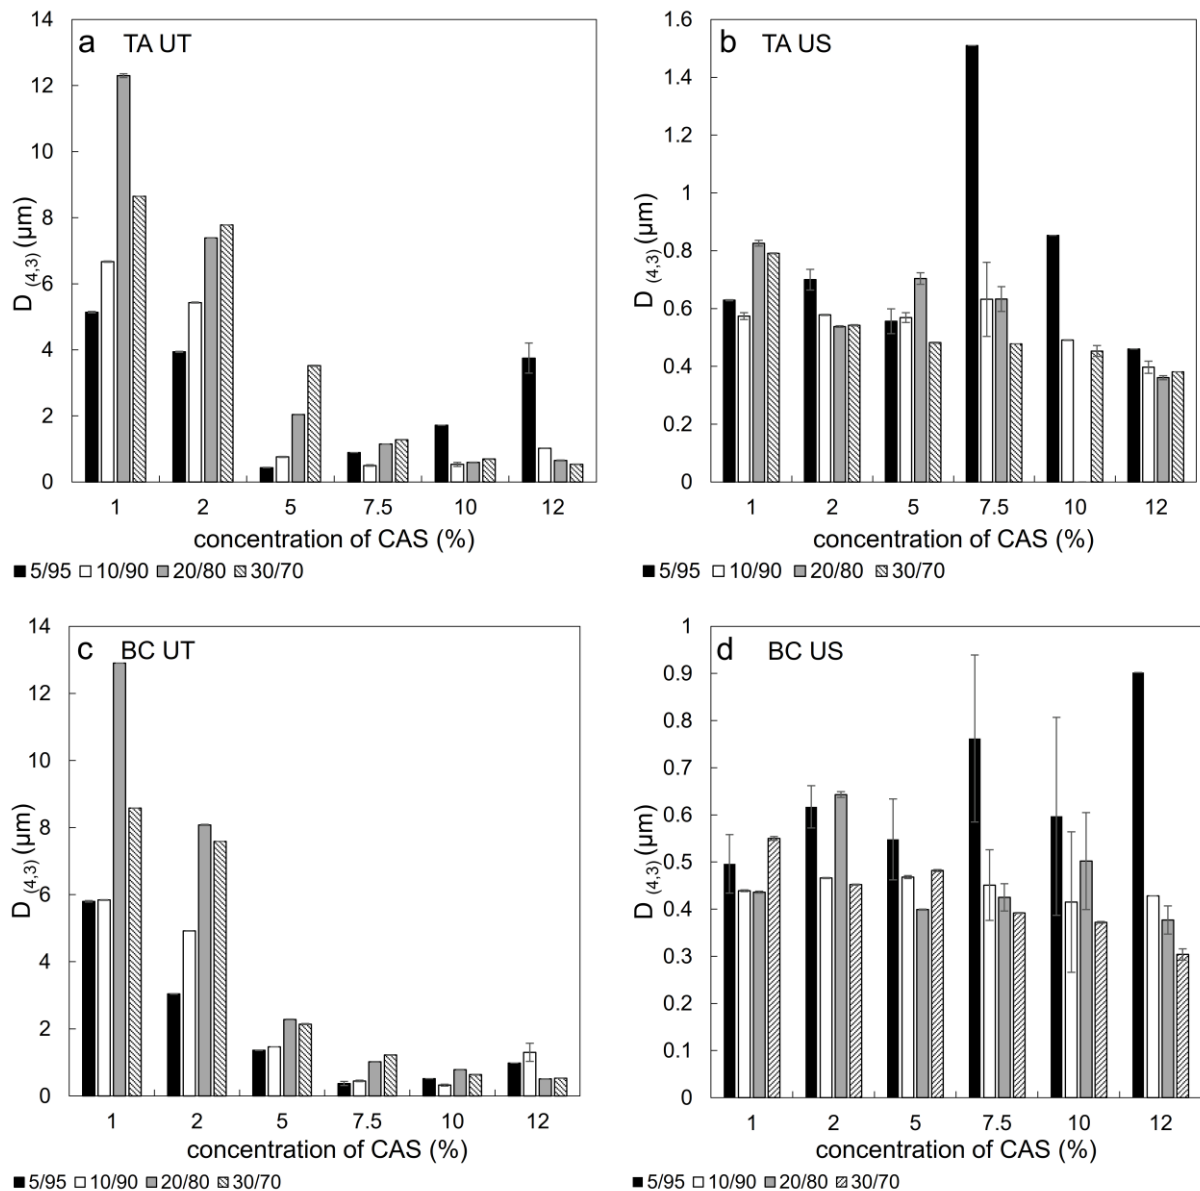 a TA UT
14
12
10
8
6
4
2
0
D (4,3) (µm)
1 2 5 7.5 10 12
concentration of CAS (%)
5/95 10/90 20/80 30/70
b TA US
1.6
1.4
1.2
1
0.8
0.6
0.4
0.2
0
D (4,3) (µm)
1 2 5 7.5 10 12
concentration of CAS (%)
5/95 10/90 20/80 30/70
c BC UT
14
12
10
8
6
4
2
0
D (4,3) (µm)
1 2 5 7.5 10 12
concentration of CAS (%)
5/95 10/90 20/80 30/70
d BC US
1
0.9
0.8
0.7
0.6
0.5
0.4
0.3
0.2
0.1
0
D (4,3) (µm)
1 2 5 7.5 10 12
concentration of CAS (%)
5/95 10/90 20/80 30/70